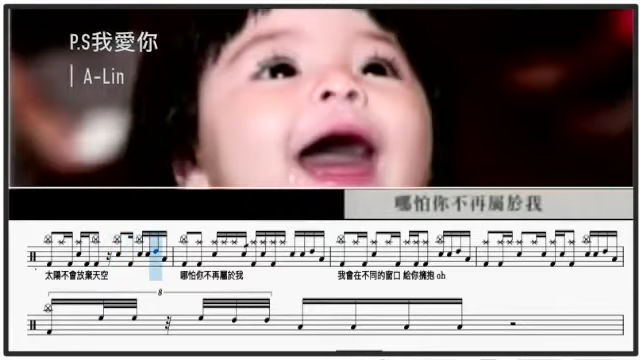 P.S我愛你
A-Lin
哪怕你不再屬於我
太陽不會放棄天空
哪怕你不再屬於我
我會在不同的窗口 給你擁抱 oh
8